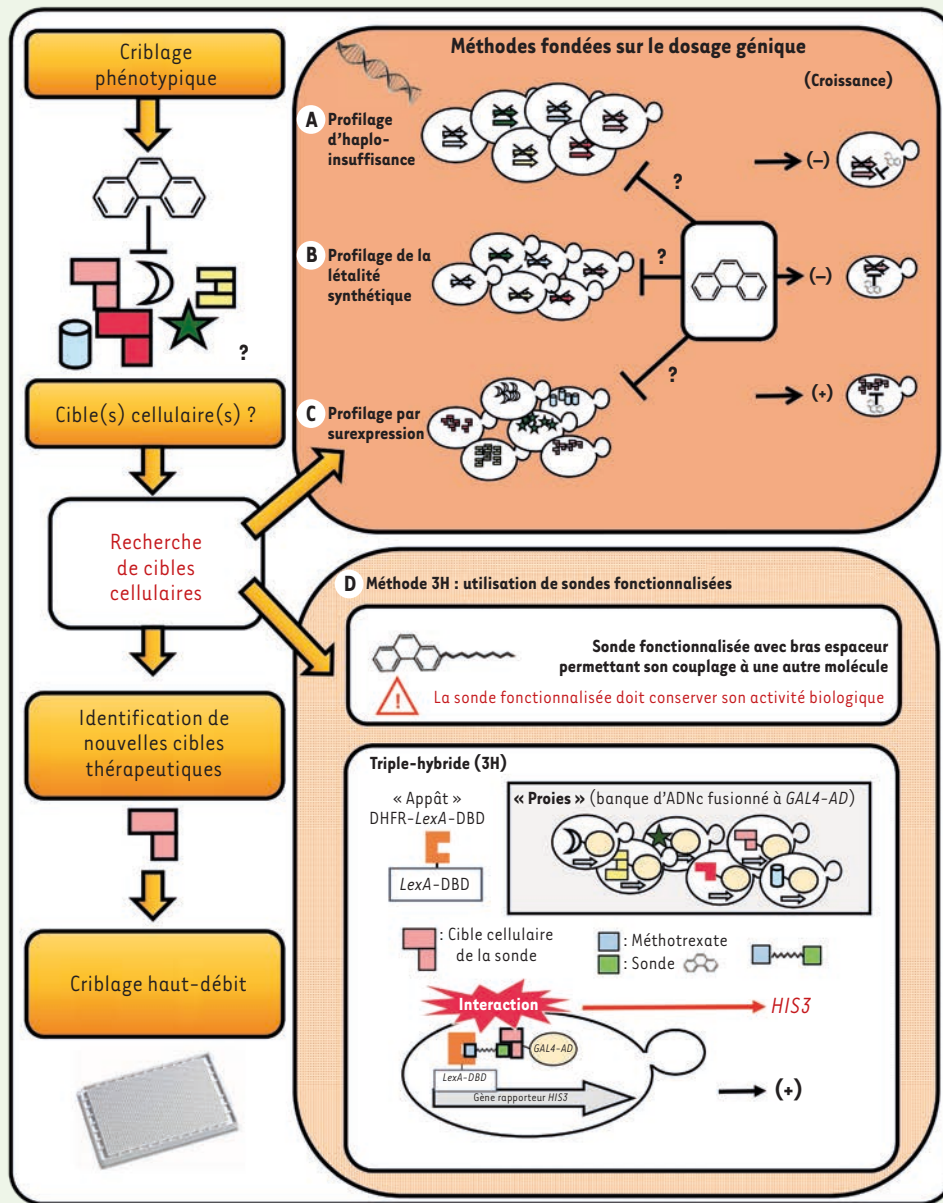 Criblage
phénotypique
?
Cible(s) cellulaire(s) ?
Recherche
de cibles
cellulaires
Identification de
nouvelles cibles
thérapeutiques
Criblage haut-débit
Méthodes fondées sur le dosage génique
(Croissance)
A Profilage
d'haplo-
insuffisance
?
(–)
B Profilage de la
létalité
synthétique
?
(–)
C Profilage par
surexpression
?
(+)
D Méthode 3H : utilisation de sondes fonctionnalisées
Sonde fonctionnalisée avec bras espaceur
permettant son couplage à une autre molécule
! La sonde fonctionnalisée doit conserver son activité biologique
Triple-hybride (3H)
« Appât »
DHFR-LexA-DBD
LexA-DBD
« Proies » (banque d'ADNc fusionné à GAL4-AD)
: Cible cellulaire
de la sonde
: Méthotrexate
: Sonde
Interaction
HIS3
GAL4-AD
LexA-DBD
Gène rapporteur HIS3
(+)